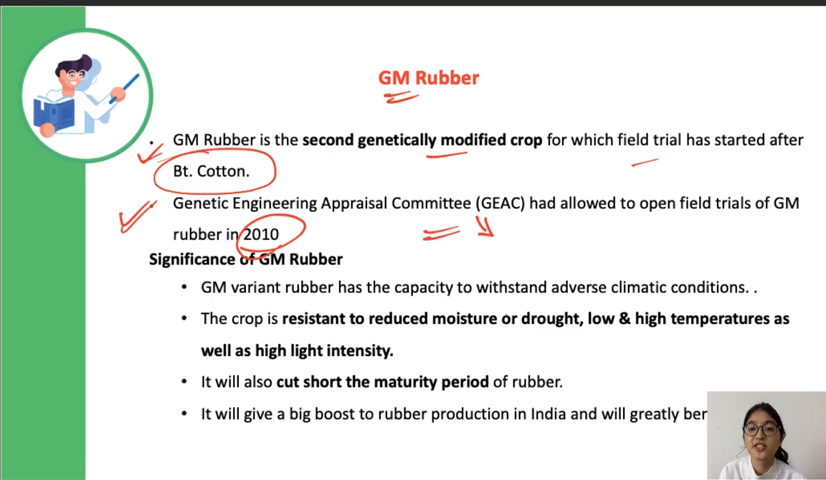 GM Rubber
. GM Rubber is the second genetically modified crop for which field trial has started after
Bt. Cotton.
. Genetic Engineering Appraisal Committee (GEAC) had allowed to open field trials of GM
rubber in 2010
Significance of GM Rubber
• GM variant rubber has the capacity to withstand adverse climatic conditions. .
• The crop is resistant to reduced moisture or drought, low & high temperatures as
well as high light intensity.
• It will also cut short the maturity period of rubber.
• It will give a big boost to rubber production in India and will greatly